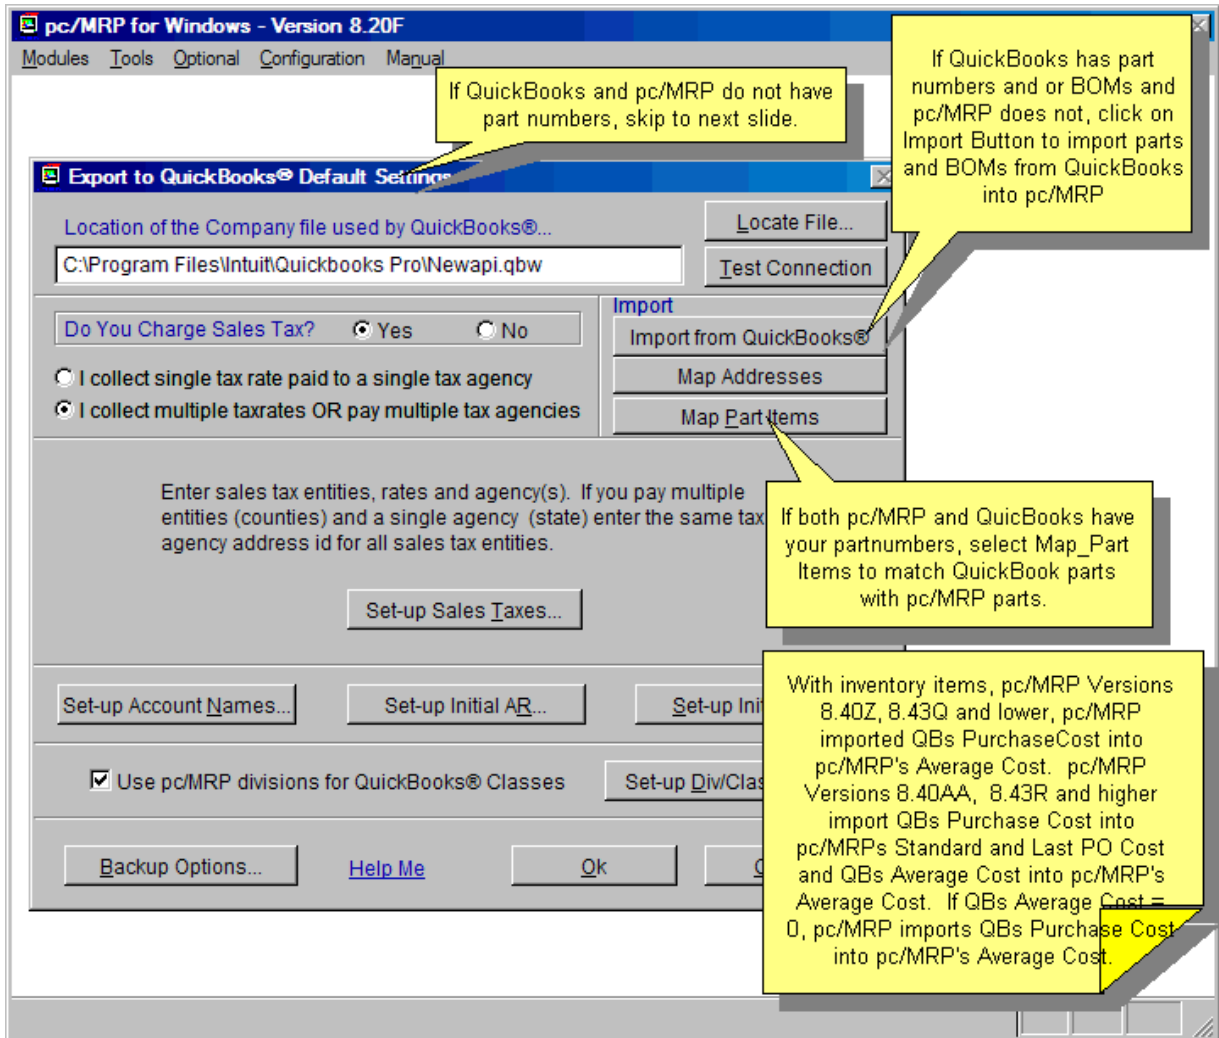 pc/MRP for Windows - Version 8.20F
Modules Tools Optional Configuration Manual
If QuickBooks and pc/MRP do not have
part numbers, skip to next slide.
If QuickBooks has part
numbers and or BOMs and
pc/MRP does not, click on
Import Button to import parts
and BOMs from QuickBooks
into pc/MRP
Export to QuickBooks® Default Settings
Location of the Company file used by QuickBooks®...
Locate File...
C:\Program Files\Intuit\Quickbooks Pro\Newapi.qbw
Test Connection
Do You Charge Sales Tax? Yes No
Import
Import from QuickBooks®
I collect single tax rate paid to a single tax agency
Map Addresses
I collect multiple taxrates OR pay multiple tax agencies
Map Part Items
Enter sales tax entities, rates and agency(s). If you pay multiple
entities (counties) and a single agency (state) enter the same tax
agency address id for all sales tax entities.
If both pc/MRP and QuicBooks have
your partnumbers, select Map_Part
Items to match QuickBook parts
with pc/MRP parts.
Set-up Sales Taxes...
Set-up Account Names...
Set-up Initial AR...
Set-up Ini
With inventory items, pc/MRP Versions
8.40Z, 8.43Q and lower, pc/MRP
imported QBs PurchaseCost into
pc/MRP's Average Cost. pc/MRP
Versions 8.40AA, 8.43R and higher
import QBs Purchase Cost into
pc/MRPs Standard and Last PO Cost
and QBs Average Cost into pc/MRP's
Average Cost. If QBs Average Cost =
0, pc/MRP imports QBs Purchase Cost
into pc/MRP's Average Cost.
Use pc/MRP divisions for QuickBooks® Classes
Set-up Div/Clas
Backup Options...
Help Me
Ok